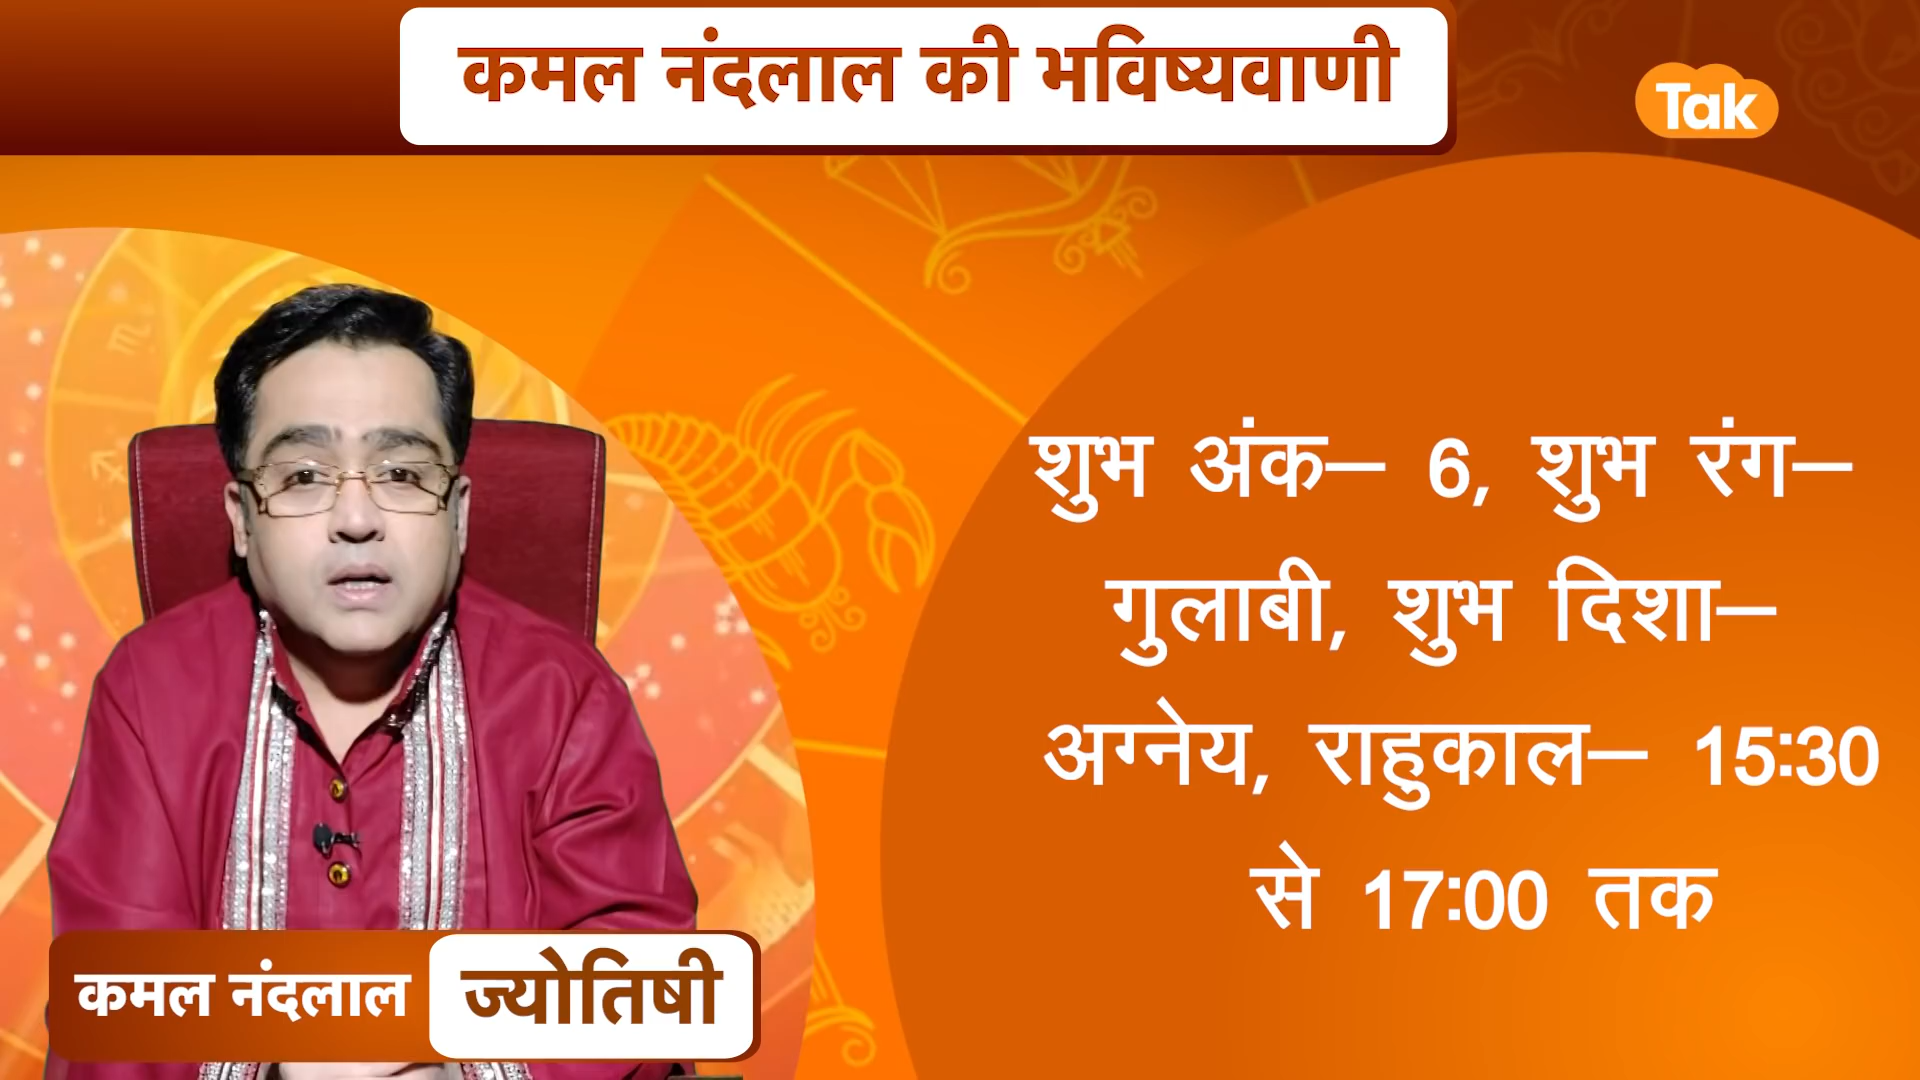 कमल नंदलाल की भविष्यवाणी
Tak
शुभ अंक– 6, शुभ रंग–
गुलाबी, शुभ दिशा–
अग्नेय, राहुकाल– 15:30
से 17:00 तक
कमल नंदलाल
ज्योतिषी